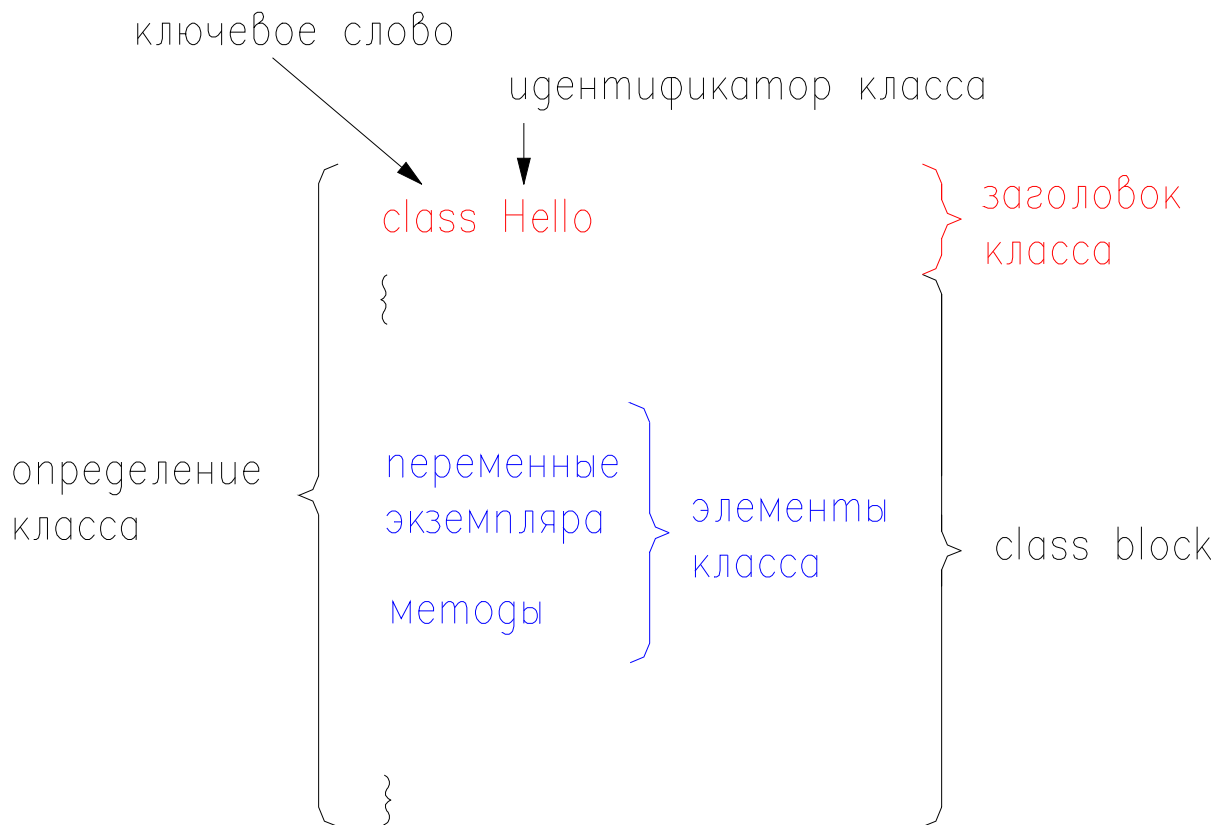 ключевое слово
идентификатор класса
class Hello
заголовок
класса
{
определение
класса
переменные
экземпляра
методы
элементы
класса
class block
}